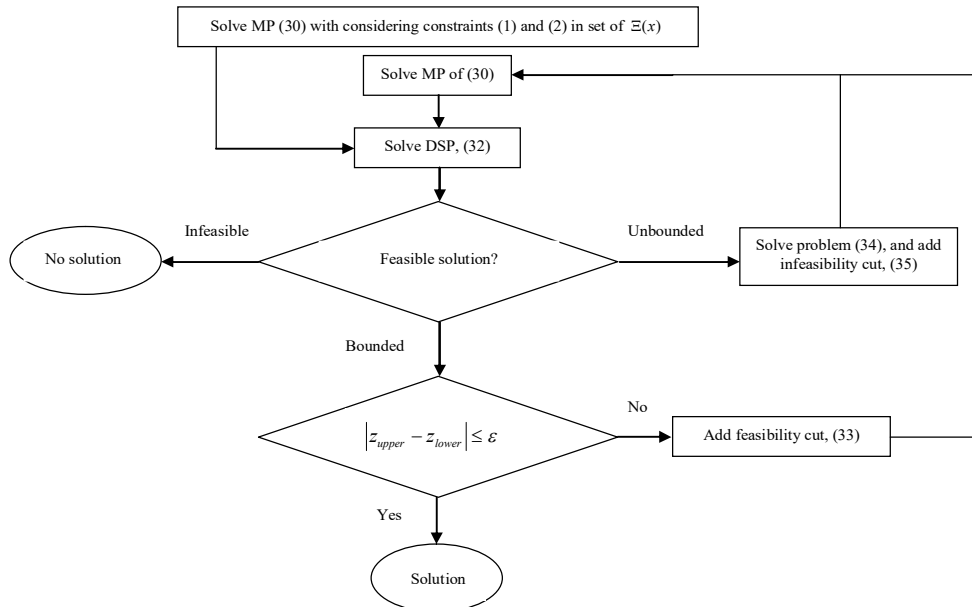 Solve MP (30) with considering constraints (1) and (2) in set of Ξ(x)
Solve MP of (30)
Solve DSP, (32)
Infeasible
Unbounded
No solution
Feasible solution?
Solve problem (34), and add
infeasibility cut, (35)
Bounded
No
|z_upper − z_lower| ≤ ε
Add feasibility cut, (33)
Yes
Solution